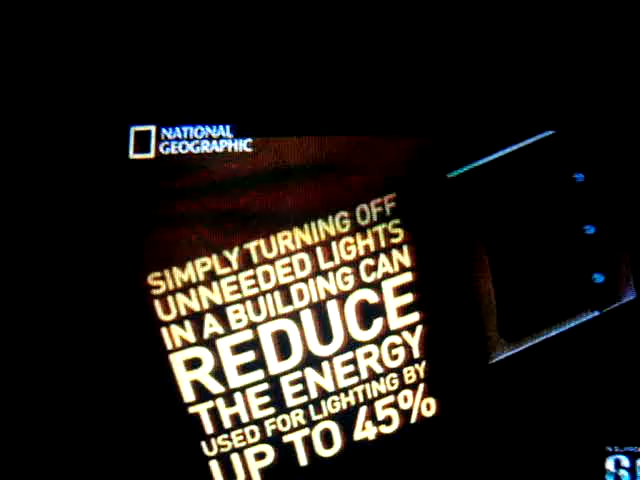 NATIONAL
GEOGRAPHIC
SIMPLY TURNING OFF
UNNEEDED LIGHTS
IN A BUILDING CAN
REDUCE
THE ENERGY
USED FOR LIGHTING BY
UP TO 45%